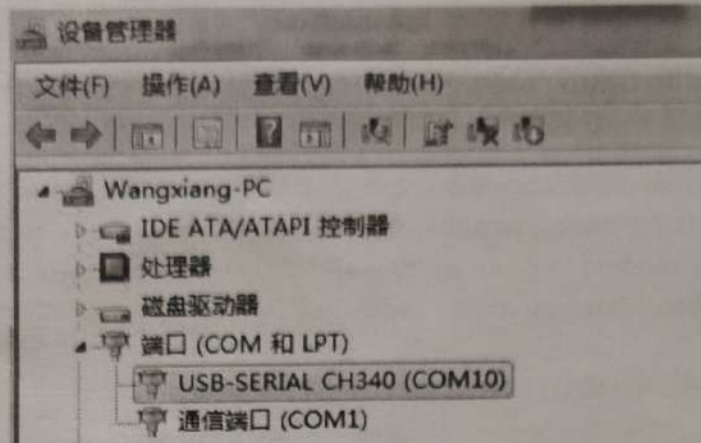 设备管理器
文件(F) 操作(A) 查看(V) 帮助(H)
Wangxiang-PC
IDE ATA/ATAPI 控制器
处理器
磁盘驱动器
端口 (COM 和 LPT)
USB-SERIAL CH340 (COM10)
通信端口 (COM1)